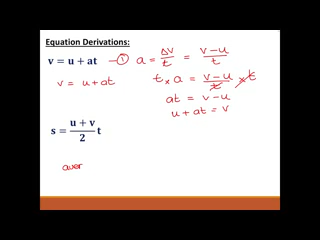 Equation Derivations:
v = u + at —① a = Δv/t = v-u/t
v = u + at
t × a = v-u/t × t
at = v-u
u + at = v
s = u + v/2 t
aver